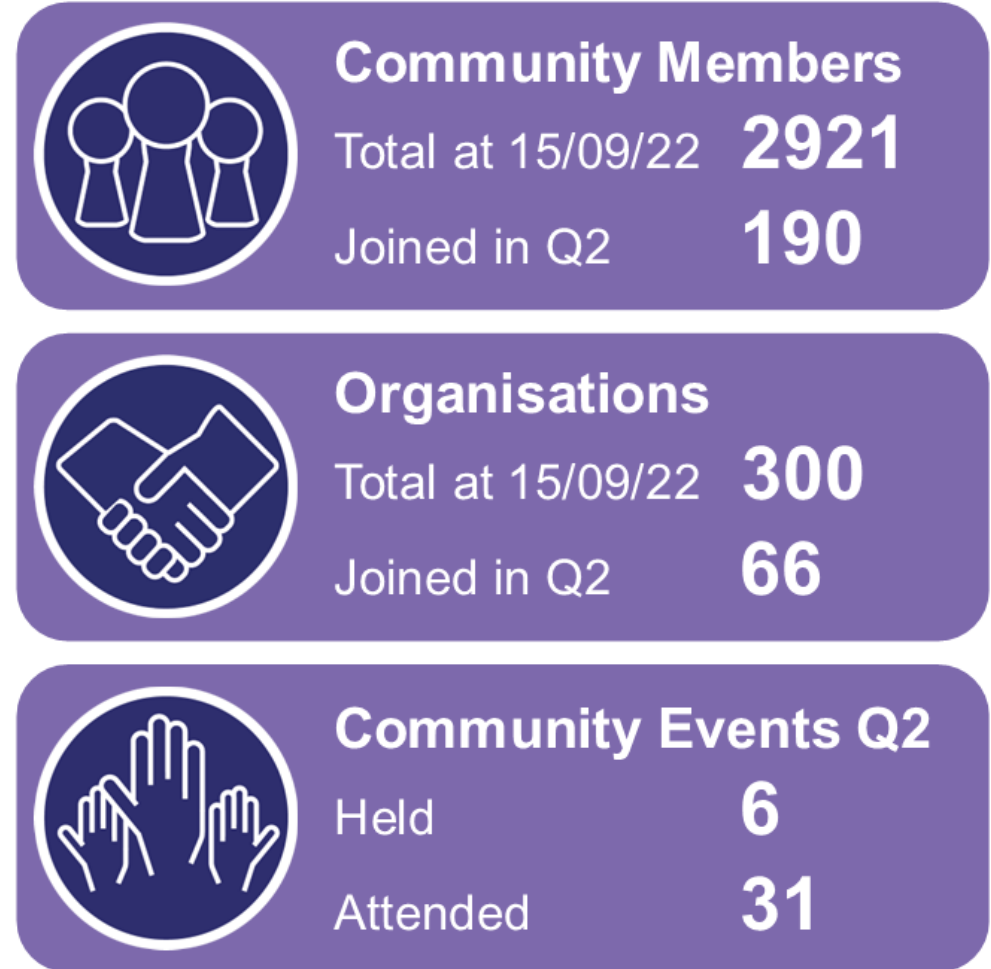 Community Members
Total at 15/09/22 2921
Joined in Q2 190
Organisations
Total at 15/09/22 300
Joined in Q2 66
Community Events Q2
Held 6
Attended 31